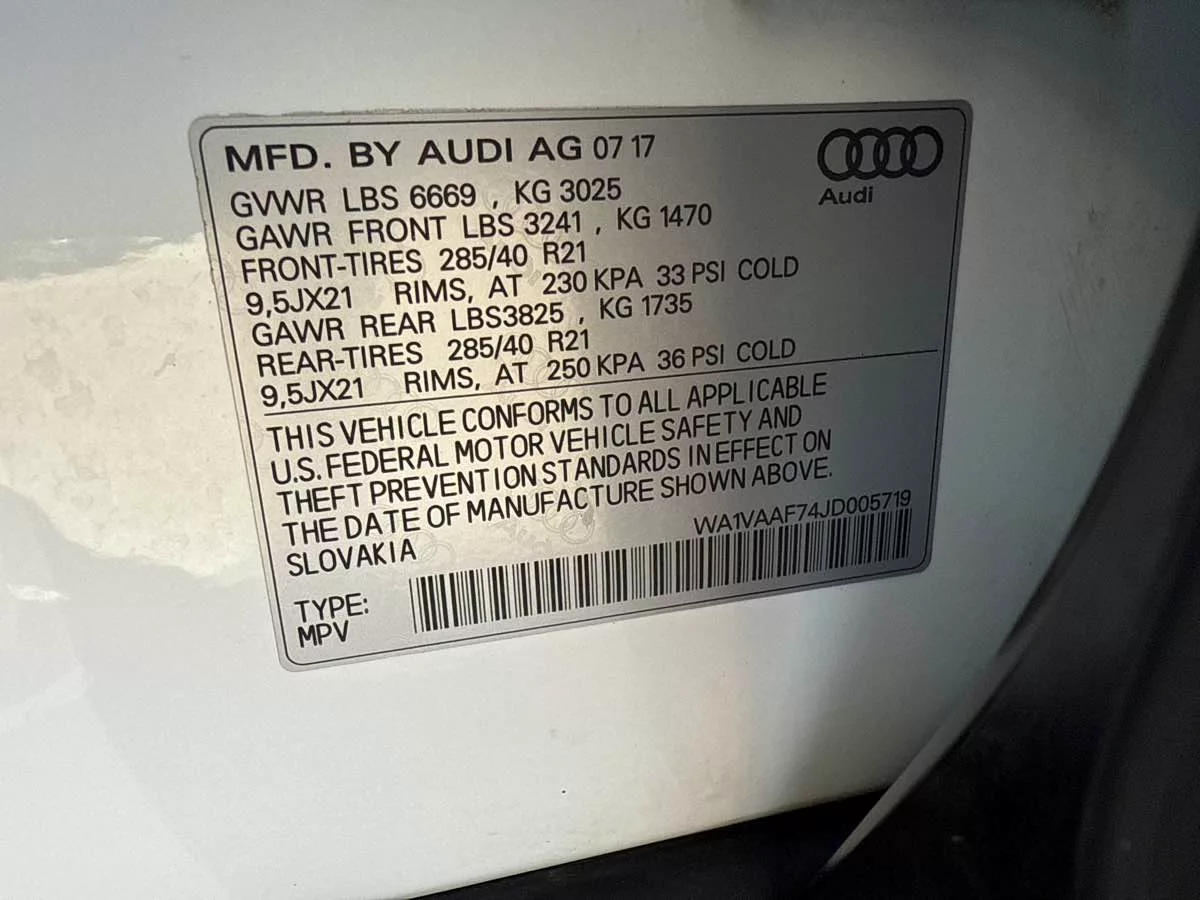 MFD. BY AUDI AG 07 17
Audi
GVWR LBS 6669 , KG 3025
GAWR FRONT LBS 3241 , KG 1470
FRONT-TIRES 285/40 R21
9,5JX21 RIMS, AT 230 KPA 33 PSI COLD
GAWR REAR LBS3825 , KG 1735
REAR-TIRES 285/40 R21
9,5JX21 RIMS, AT 250 KPA 36 PSI COLD
THIS VEHICLE CONFORMS TO ALL APPLICABLE
U.S. FEDERAL MOTOR VEHICLE SAFETY AND
THEFT PREVENTION STANDARDS IN EFFECT ON
THE DATE OF MANUFACTURE SHOWN ABOVE.
SLOVAKIA
WA1VAAF74JD005719
TYPE:
MPV